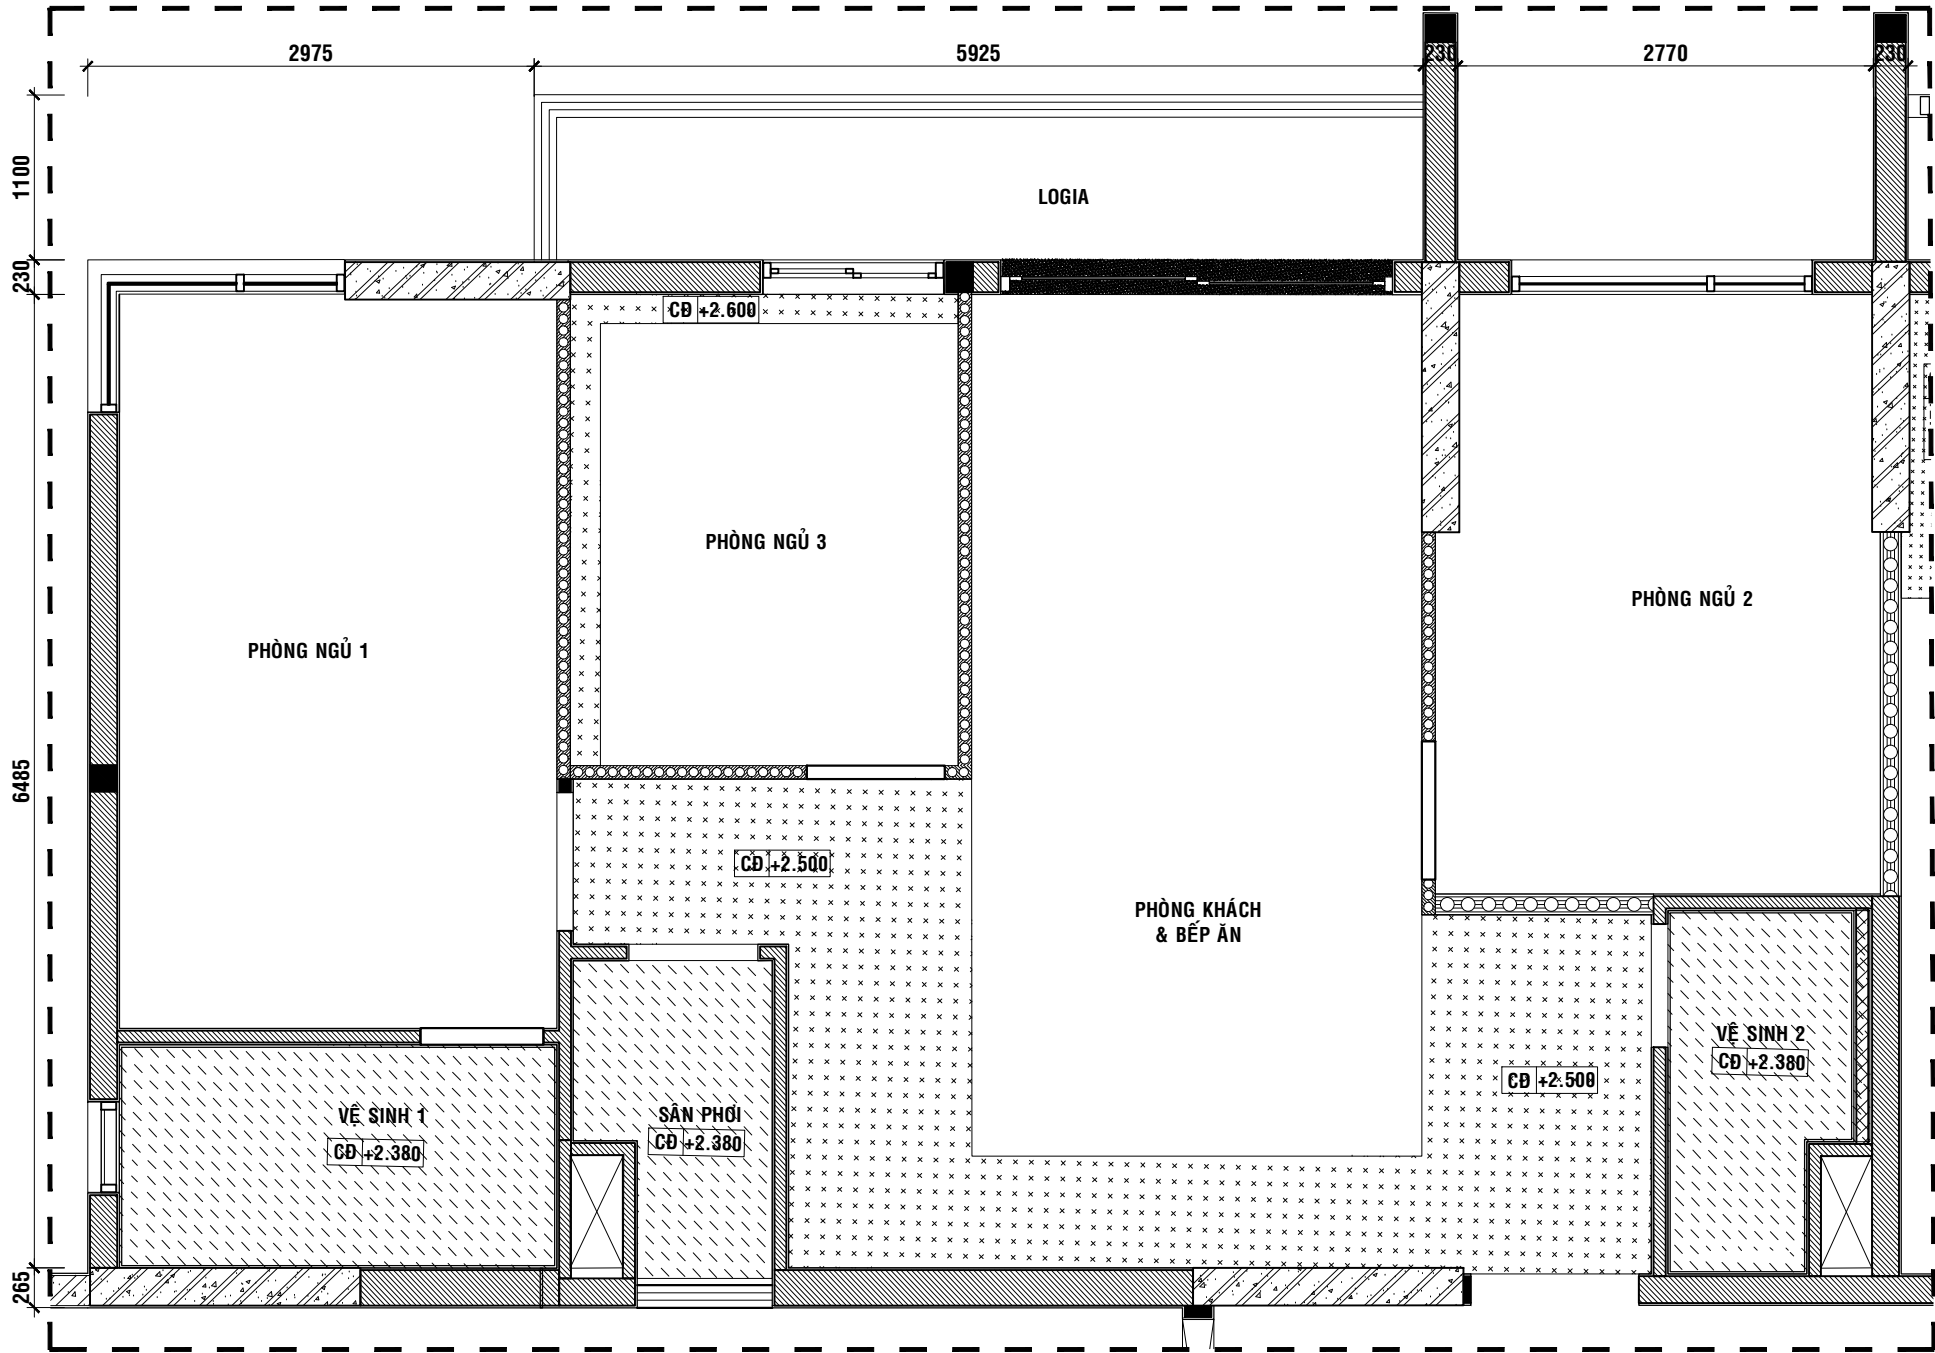 2975
5925
230
2770
230
1100
LOGIA
230
CĐ +2.600
PHÒNG NGỦ 3
PHÒNG NGỦ 2
PHÒNG NGỦ 1
6485
CĐ +2.500
PHÒNG KHÁCH
& BẾP ĂN
VỆ SINH 2
CĐ +2.380
CĐ +2.500
VỆ SINH 1
CĐ +2.380
SÂN PHƠI
CĐ +2.380
265